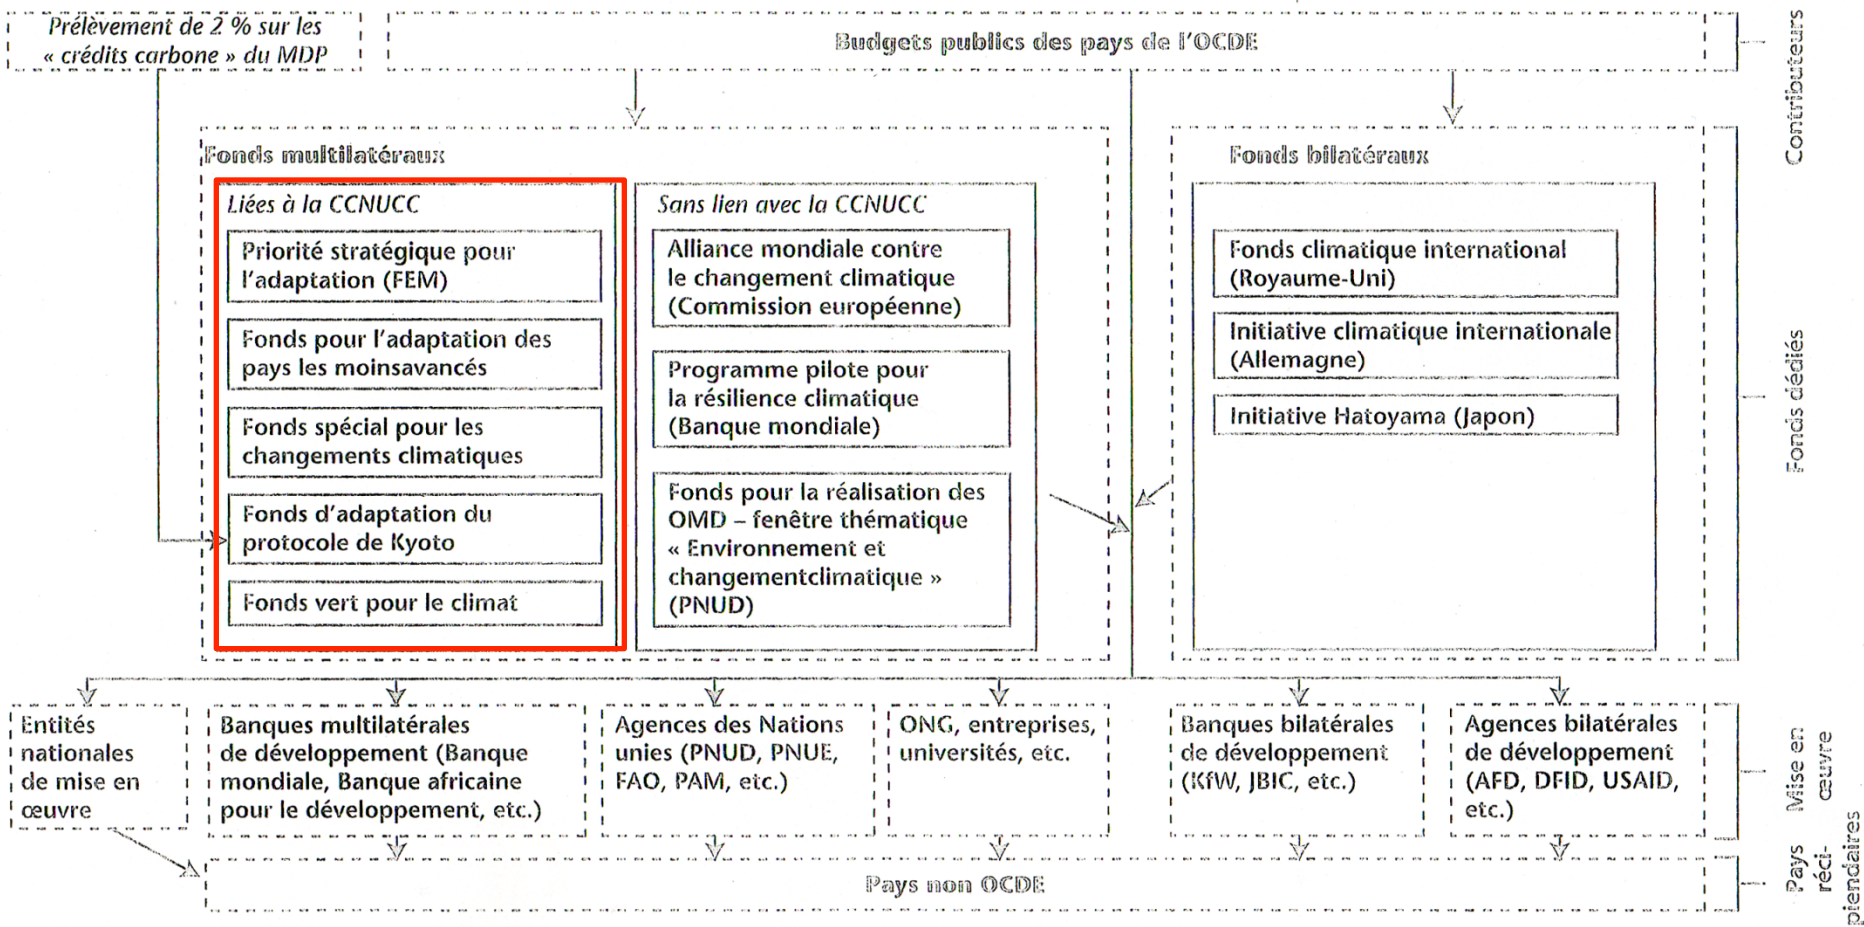 Prélèvement de 2 % sur les
« crédits carbone » du MDP
Budgets publics des pays de l'OCDE
Contributeurs
Fonds multilatéraux
Liées à la CCNUCC
Priorité stratégique pour
l'adaptation (FEM)
Fonds pour l'adaptation des
pays les moinsavancés
Fonds spécial pour les
changements climatiques
Fonds d'adaptation du
protocole de Kyoto
Fonds vert pour le climat
Sans lien avec la CCNUCC
Alliance mondiale contre
le changement climatique
(Commission européenne)
Programme pilote pour
la résilience climatique
(Banque mondiale)
Fonds pour la réalisation des
OMD – fenêtre thématique
« Environnement et
changementclimatique »
(PNUD)
Fonds bilatéraux
Fonds climatique international
(Royaume-Uni)
Initiative climatique internationale
(Allemagne)
Initiative Hatoyama (Japon)
Fonds dédiés
Entités
nationales
de mise en
œuvre
Banques multilatérales
de développement (Banque
mondiale, Banque africaine
pour le développement, etc.)
Agences des Nations
unies (PNUD, PNUE,
FAO, PAM, etc.)
ONG, entreprises,
universités, etc.
Banques bilatérales
de développement
(KfW, JBIC, etc.)
Agences bilatérales
de développement
(AFD, DFID, USAID,
etc.)
Mise en
œuvre
Pays non OCDE
Pays
réci-
piendaires